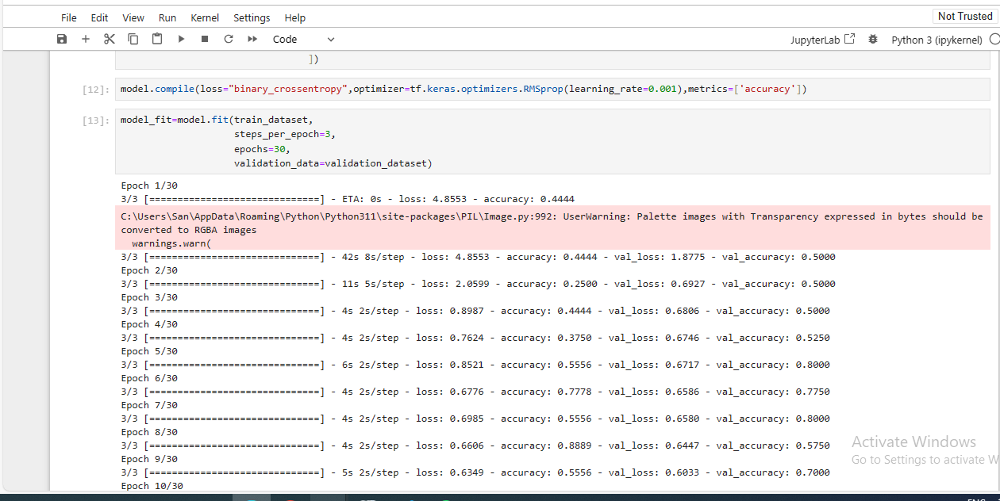 File Edit View Run Kernel Settings Help
Not Trusted
Code
JupyterLab
Python 3 (ipykernel)
])
[12]: model.compile(loss="binary_crossentropy",optimizer=tf.keras.optimizers.RMSprop(learning_rate=0.001),metrics=['accuracy'])
[13]: model_fit=model.fit(train_dataset,
steps_per_epoch=3,
epochs=30,
validation_data=validation_dataset)
Epoch 1/30
3/3 [==============================] - ETA: 0s - loss: 4.8553 - accuracy: 0.4444
C:\Users\San\AppData\Roaming\Python\Python311\site-packages\PIL\Image.py:992: UserWarning: Palette images with Transparency expressed in bytes should be
converted to RGBA images
warnings.warn(
3/3 [==============================] - 42s 8s/step - loss: 4.8553 - accuracy: 0.4444 - val_loss: 1.8775 - val_accuracy: 0.5000
Epoch 2/30
3/3 [==============================] - 11s 5s/step - loss: 2.0599 - accuracy: 0.2500 - val_loss: 0.6927 - val_accuracy: 0.5000
Epoch 3/30
3/3 [==============================] - 4s 2s/step - loss: 0.8987 - accuracy: 0.4444 - val_loss: 0.6806 - val_accuracy: 0.5000
Epoch 4/30
3/3 [==============================] - 4s 2s/step - loss: 0.7624 - accuracy: 0.3750 - val_loss: 0.6746 - val_accuracy: 0.5250
Epoch 5/30
3/3 [==============================] - 6s 2s/step - loss: 0.8521 - accuracy: 0.5556 - val_loss: 0.6717 - val_accuracy: 0.8000
Epoch 6/30
3/3 [==============================] - 4s 2s/step - loss: 0.6776 - accuracy: 0.7778 - val_loss: 0.6586 - val_accuracy: 0.7750
Epoch 7/30
3/3 [==============================] - 4s 2s/step - loss: 0.6985 - accuracy: 0.5556 - val_loss: 0.6580 - val_accuracy: 0.8000
Epoch 8/30
3/3 [==============================] - 4s 2s/step - loss: 0.6606 - accuracy: 0.8889 - val_loss: 0.6447 - val_accuracy: 0.5750
Epoch 9/30
3/3 [==============================] - 5s 2s/step - loss: 0.6349 - accuracy: 0.5556 - val_loss: 0.6033 - val_accuracy: 0.7000
Epoch 10/30
Activate Windows
Go to Settings to activate W